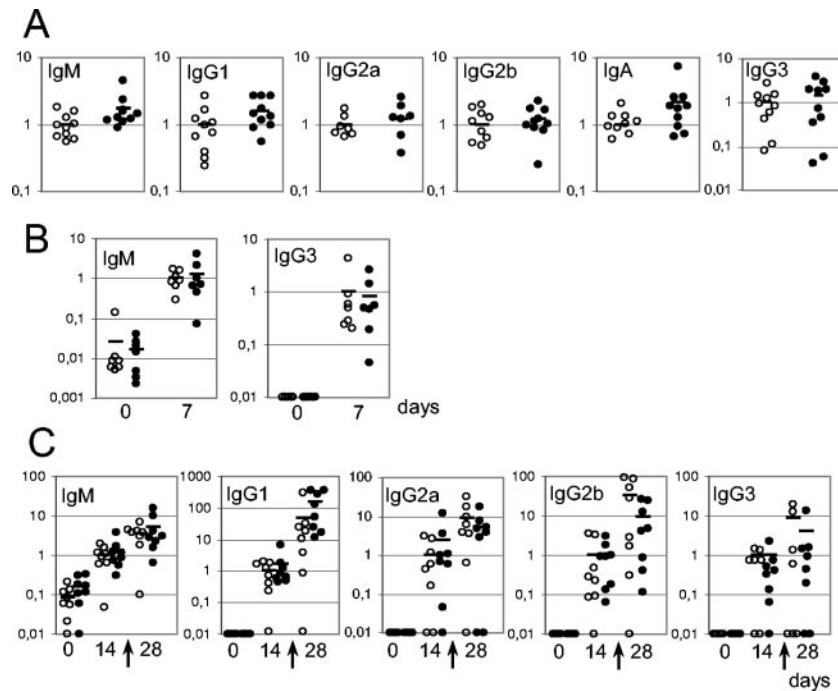 A
IgM IgG1 IgG2a IgG2b IgA IgG3
10 10 10 10 10 10
1 1 1 1 1 1
0,1 0,1 0,1 0,1 0,1 0,1
0,01
B
IgM IgG3
10 10
1 1
0,1 0,1
0,01 0,01
0,001
0 7 0 7 days
C
IgM IgG1 IgG2a IgG2b IgG3
100 1000 100 100 100
10 100 10 10 10
1 10 1 1 1
0,1 1 0,1 0,1 0,1
0,01 0,1 0,01 0,01 0,01
0,01
0 14 28 0 14 28 0 14 28 0 14 28 0 14 28
days